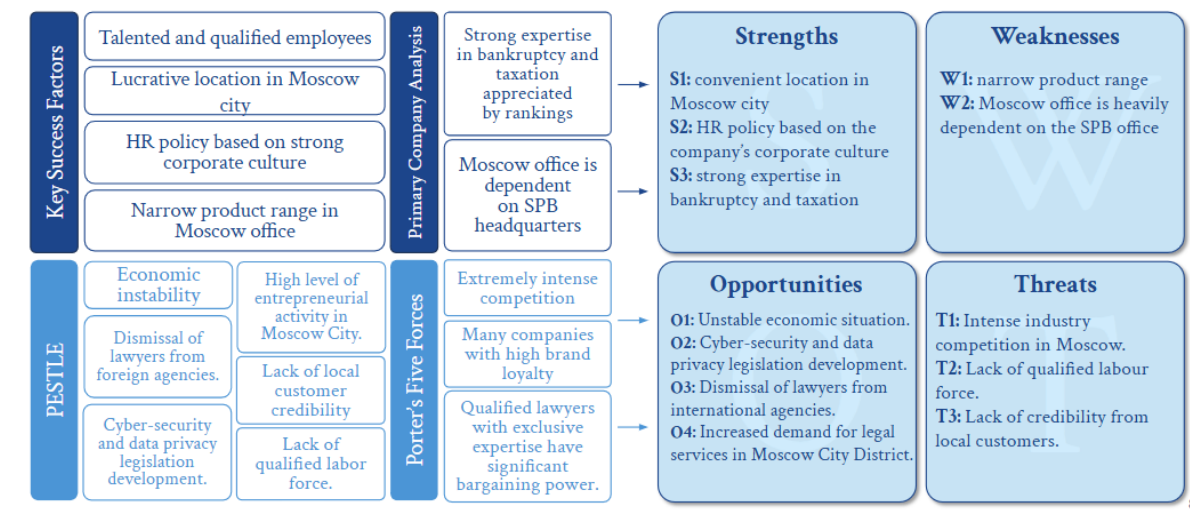 Key Success Factors
Talented and qualified employees
Lucrative location in Moscow
city
HR policy based on strong
corporate culture
Narrow product range in
Moscow office
Primary Company Analysis
Strong expertise
in bankruptcy and
taxation
appreciated
by rankings
Moscow office is
dependent
on SPB
headquarters
PESTLE
Economic
instability
Dismissal of
lawyers from
foreign agencies.
Cyber-security
and data privacy
legislation
development.
High level of
entrepreneurial
activity in
Moscow City.
Lack of local
customer
credibility
Lack of
qualified labor
force.
Porter's Five Forces
Extremely intense
competition
Many companies
with high brand
loyalty
Qualified lawyers
with exclusive
expertise have
significant
bargaining power.
S
Strengths
S1: convenient location in
Moscow city
S2: HR policy based on the
company's corporate culture
S3: strong expertise in
bankruptcy and taxation
W
Weaknesses
W1: narrow product range
W2: Moscow office is heavily
dependent on the SPB office
O
Opportunities
O1: Unstable economic situation.
O2: Cyber-security and data
privacy legislation development.
O3: Dismissal of lawyers from
international agencies.
O4: Increased demand for legal
services in Moscow City District.
T
Threats
T1: Intense industry
competition in Moscow.
T2: Lack of qualified labour
force.
T3: Lack of credibility from
local customers.